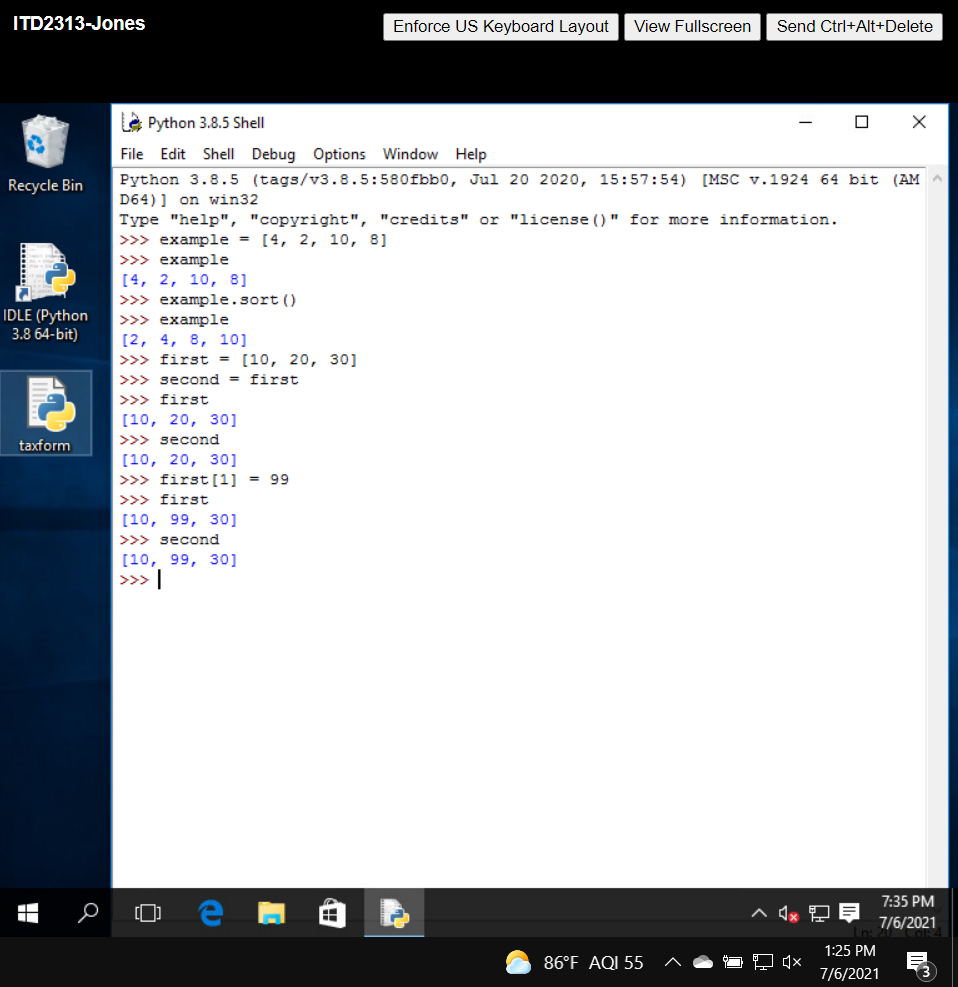 ITD2313-Jones
Enforce US Keyboard Layout View Fullscreen Send Ctrl+Alt+Delete
Recycle Bin
IDLE (Python
3.8 64-bit)
taxform
Python 3.8.5 Shell
File Edit Shell Debug Options Window Help
Python 3.8.5 (tags/v3.8.5:580fbb0, Jul 20 2020, 15:57:54) [MSC v.1924 64 bit (AM
D64)] on win32
Type "help", "copyright", "credits" or "license()" for more information.
>>> example = [4, 2, 10, 8]
>>> example
[4, 2, 10, 8]
>>> example.sort()
>>> example
[2, 4, 8, 10]
>>> first = [10, 20, 30]
>>> second = first
>>> first
[10, 20, 30]
>>> second
[10, 20, 30]
>>> first[1] = 99
>>> first
[10, 99, 30]
>>> second
[10, 99, 30]
>>>
7:35 PM
7/6/2021
86°F AQI 55
1:25 PM
7/6/2021
3